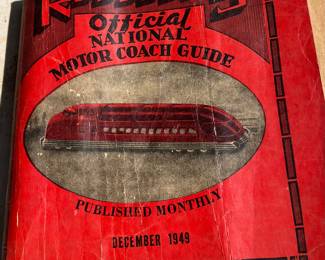 Official
NATIONAL
MOTOR COACH GUIDE
PUBLISHED MONTHLY
DECEMBER 1949